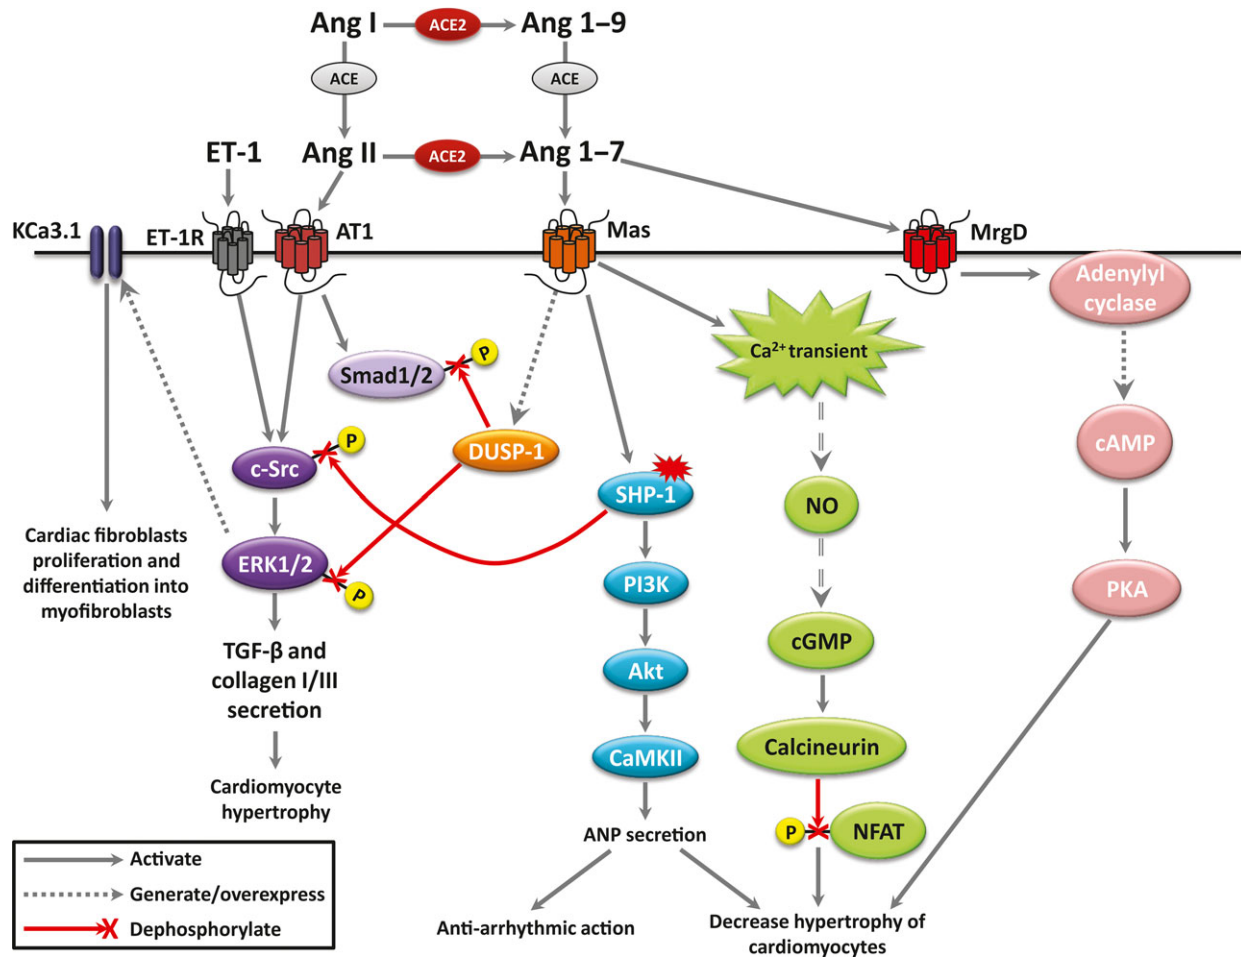 Ang I
ACE2
Ang 1–9
ACE
ACE
ET-1
Ang II
ACE2
Ang 1–7
KCa3.1
ET-1R
AT1
Mas
MrgD
Adenylyl
cyclase
Ca²⁺ transient
Smad1/2
P
P
c-Src
DUSP-1
cAMP
SHP-1
NO
Cardiac fibroblasts
proliferation and
differentiation into
myofibroblasts
ERK1/2
P
PI3K
PKA
TGF-β and
collagen I/III
secretion
cGMP
Akt
Calcineurin
CaMKII
Cardiomyocyte
hypertrophy
ANP secretion
P
NFAT
Activate
Generate/overexpress
Dephosphorylate
Anti-arrhythmic action
Decrease hypertrophy of
cardiomyocytes